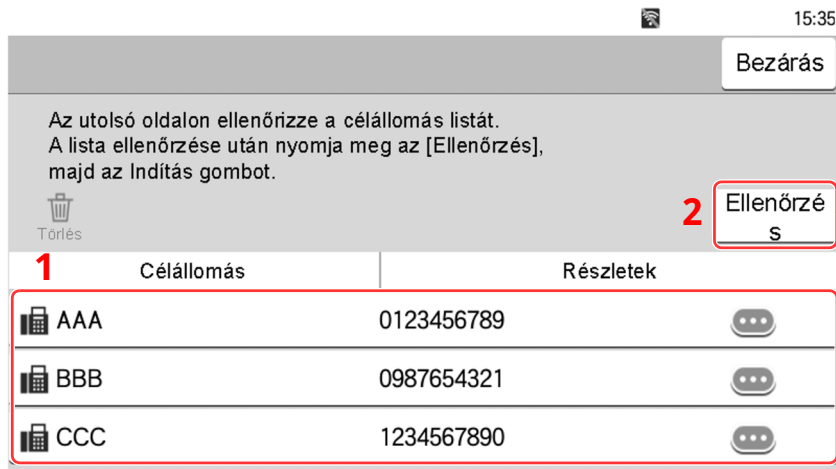 15:35
Bezárás
Az utolsó oldalon ellenőrizze a célállomás listát.
A lista ellenőrzése után nyomja meg az [Ellenőrzés],
majd az Indítás gombot.
Törlés
2
Ellenőrzé
s
1
Célállomás Részletek
AAA 0123456789
BBB 0987654321
CCC 1234567890